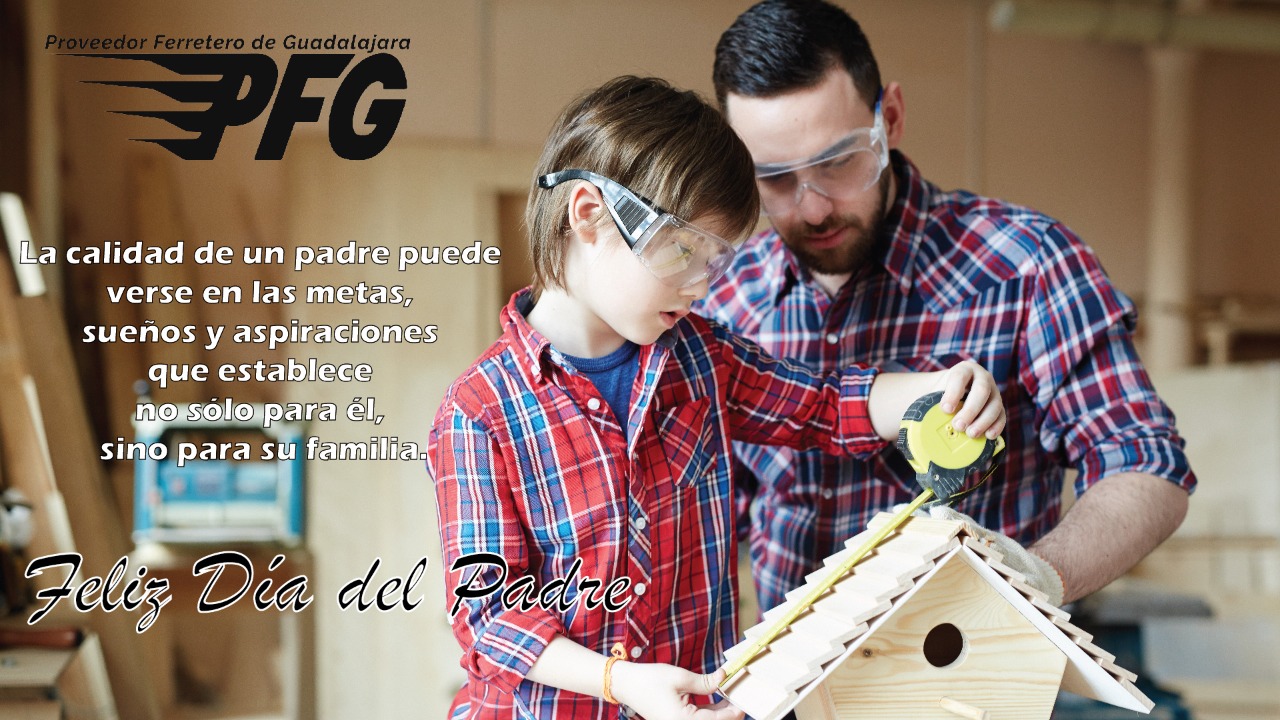 Proveedor Ferretero de Guadalajara
PFG
La calidad de un padre puede
verse en las metas,
sueños y aspiraciones
que establece
no sólo para él,
sino para su familia.
Feliz Día del Padre